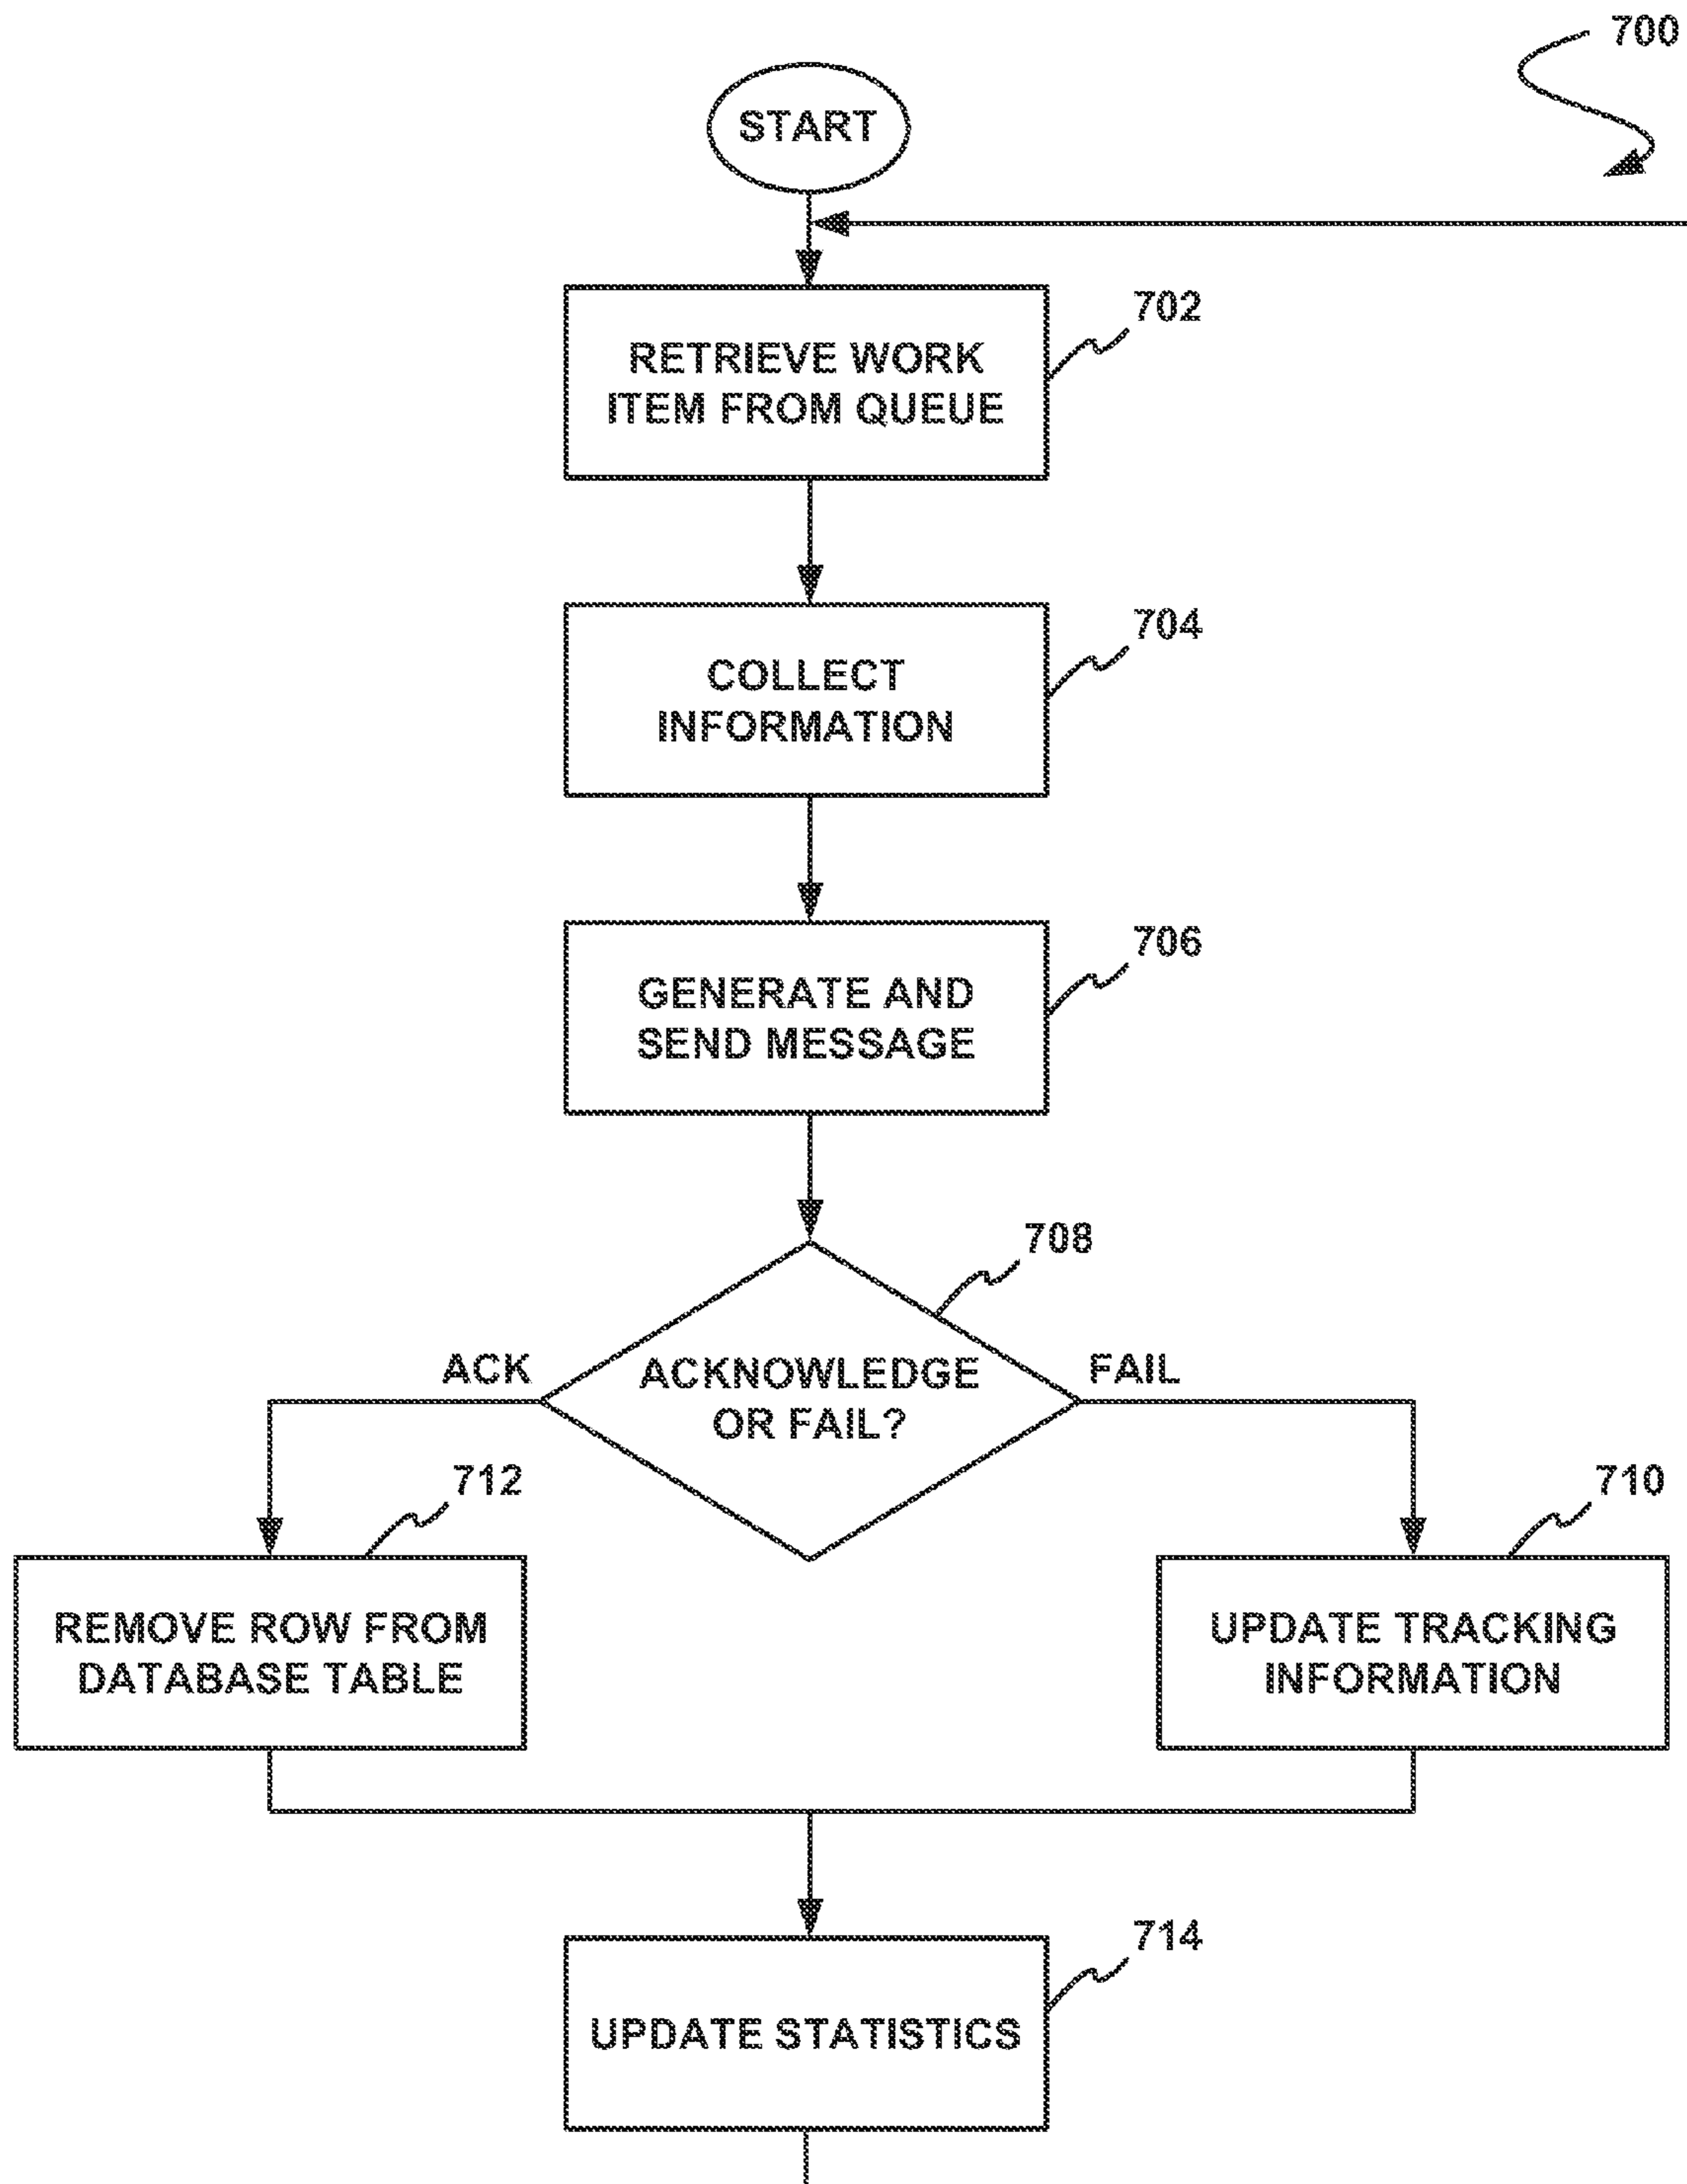 700
START
702
RETRIEVE WORK
ITEM FROM QUEUE
704
COLLECT
INFORMATION
706
GENERATE AND
SEND MESSAGE
708
ACK
ACKNOWLEDGE
OR FAIL?
FAIL
712
710
REMOVE ROW FROM
DATABASE TABLE
UPDATE TRACKING
INFORMATION
714
UPDATE STATISTICS